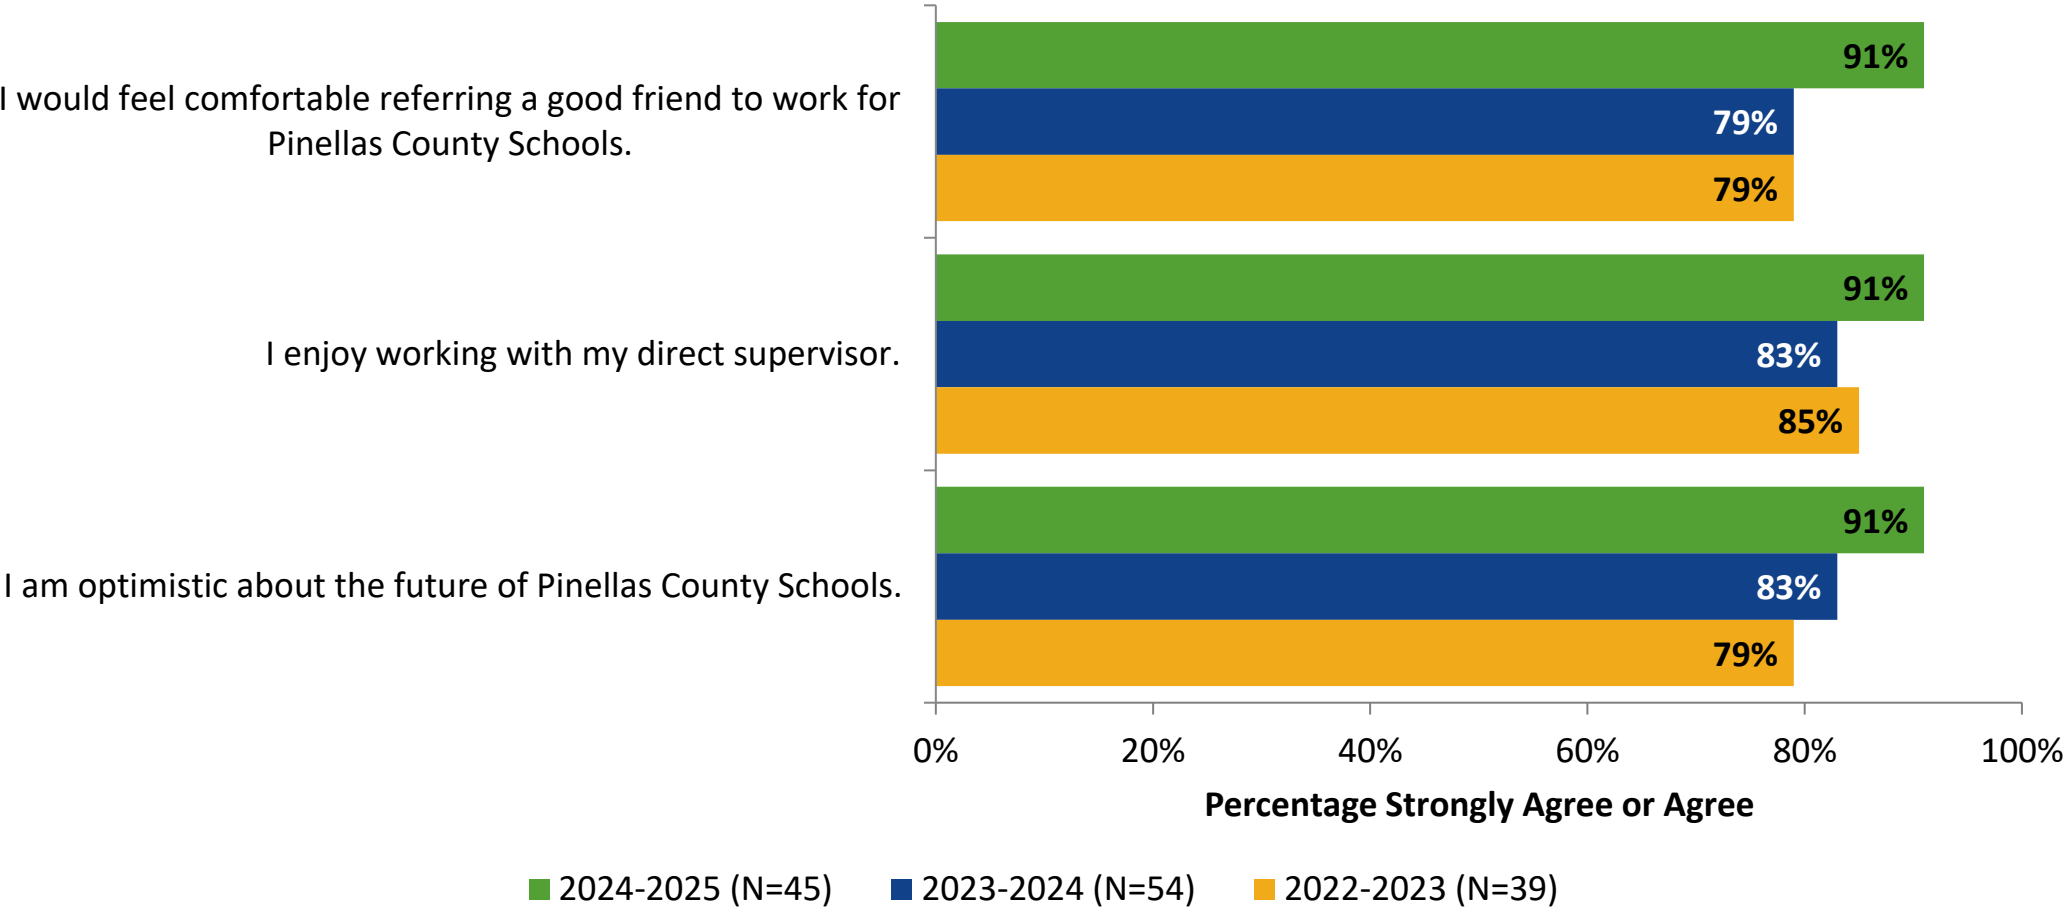 91%
I would feel comfortable referring a good friend to work for
Pinellas County Schools.
79%
79%
91%
I enjoy working with my direct supervisor.
83%
85%
91%
I am optimistic about the future of Pinellas County Schools.
83%
79%
0% 20% 40% 60% 80% 100%
Percentage Strongly Agree or Agree
2024-2025 (N=45) 2023-2024 (N=54) 2022-2023 (N=39)